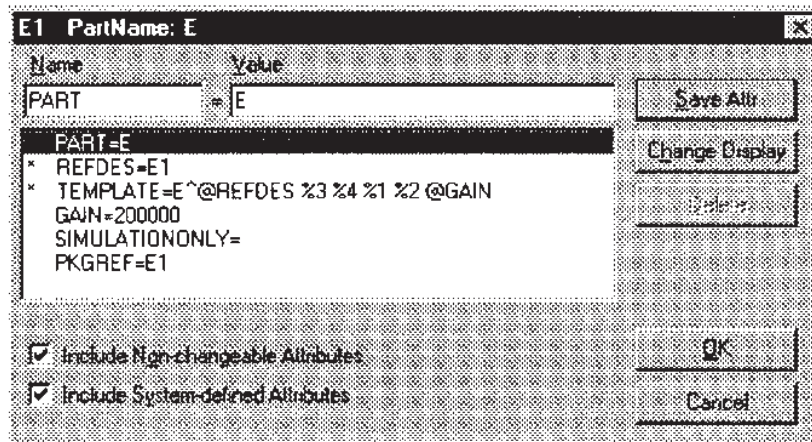 E1 PartName: E
Name Value
PART = E
Save Attr
PART=E
Change Display
* REFDES=E1
* TEMPLATE=E^@REFDES %3 %4 %1 %2 @GAIN
Delete
GAIN=200000
SIMULATIONONLY=
PKGREF=E1
Include Non-changeable Attributes
OK
Include System-defined Attributes
Cancel